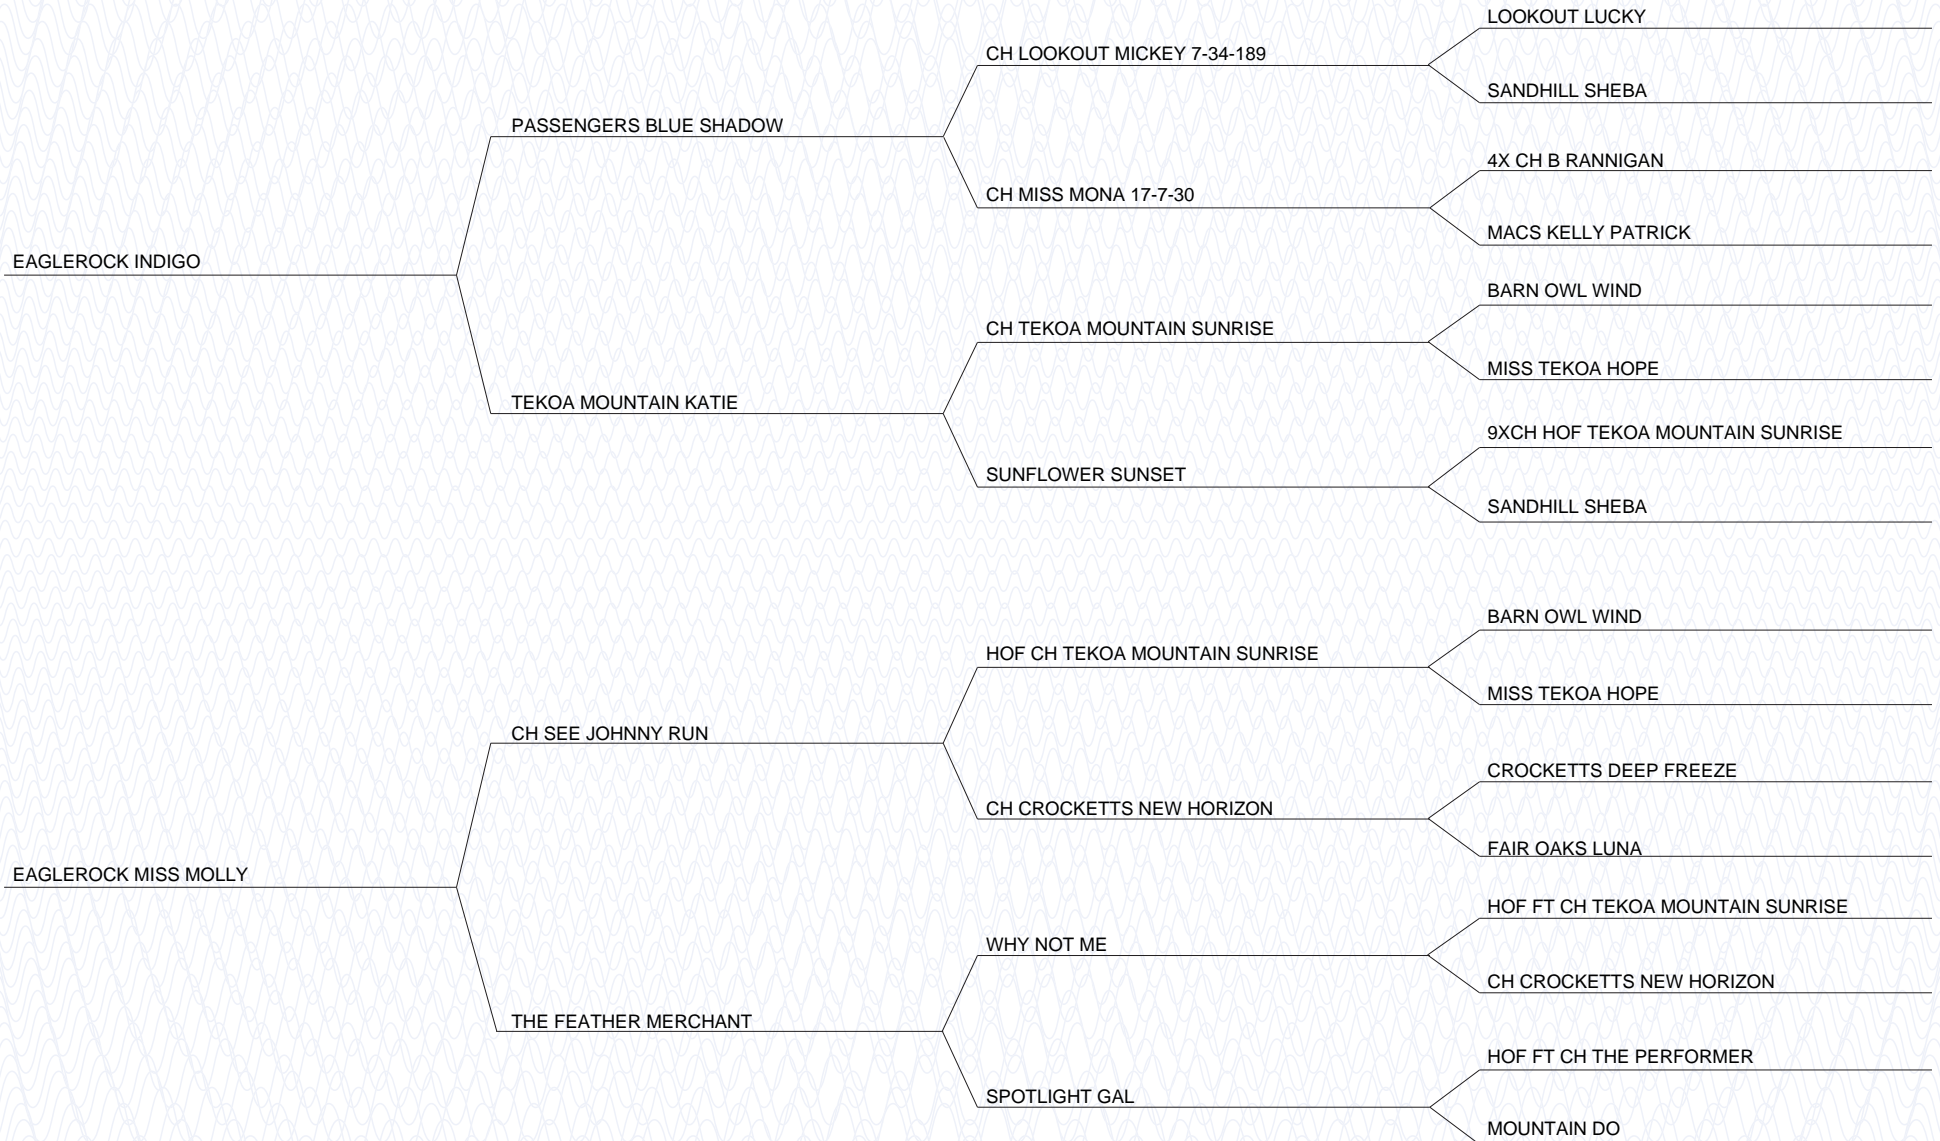 LOOKOUT LUCKY
CH LOOKOUT MICKEY 7-34-189
SANDHILL SHEBA
PASSENGERS BLUE SHADOW
4X CH B RANNIGAN
CH MISS MONA 17-7-30
MACS KELLY PATRICK
EAGLEROCK INDIGO
BARN OWL WIND
CH TEKOA MOUNTAIN SUNRISE
MISS TEKOA HOPE
TEKOA MOUNTAIN KATIE
9XCH HOF TEKOA MOUNTAIN SUNRISE
SUNFLOWER SUNSET
SANDHILL SHEBA
BARN OWL WIND
HOF CH TEKOA MOUNTAIN SUNRISE
MISS TEKOA HOPE
CH SEE JOHNNY RUN
CROCKETTS DEEP FREEZE
CH CROCKETTS NEW HORIZON
FAIR OAKS LUNA
EAGLEROCK MISS MOLLY
HOF FT CH TEKOA MOUNTAIN SUNRISE
WHY NOT ME
CH CROCKETTS NEW HORIZON
THE FEATHER MERCHANT
HOF FT CH THE PERFORMER
SPOTLIGHT GAL
MOUNTAIN DO